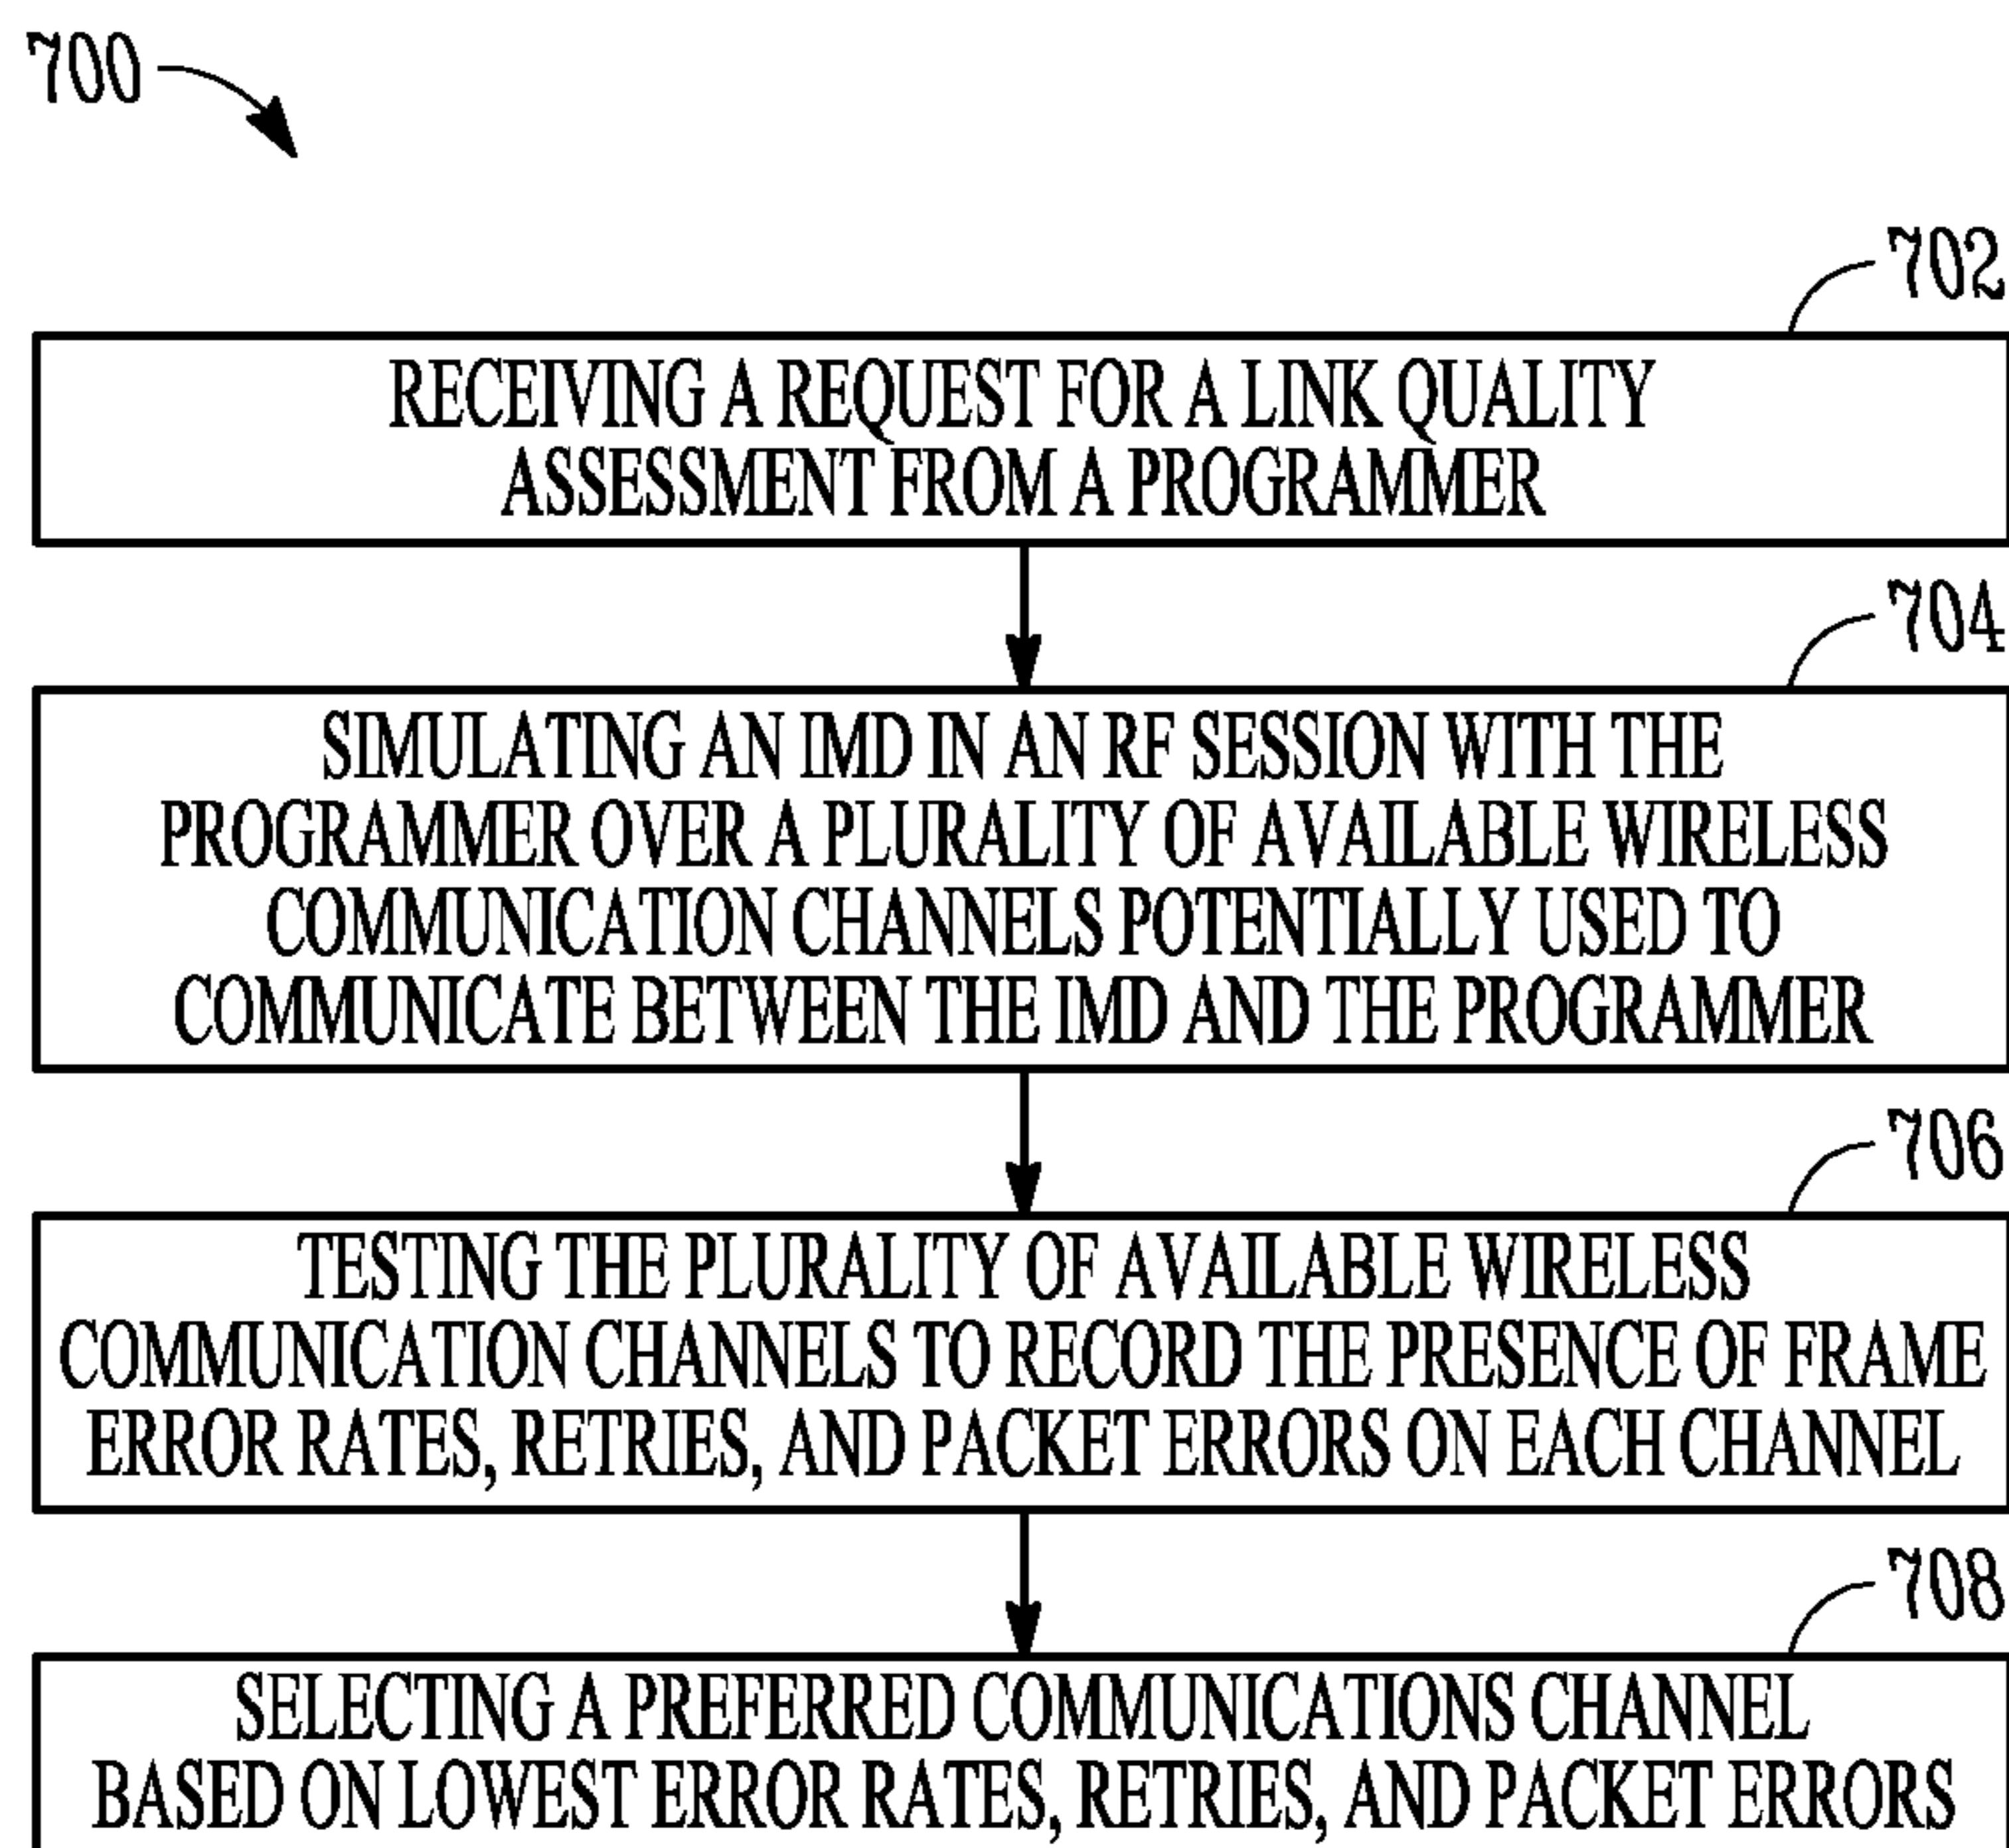 700
702
RECEIVING A REQUEST FOR A LINK QUALITY
ASSESSMENT FROM A PROGRAMMER
704
SIMULATING AN IMD IN AN RF SESSION WITH THE
PROGRAMMER OVER A PLURALITY OF AVAILABLE WIRELESS
COMMUNICATION CHANNELS POTENTIALLY USED TO
COMMUNICATE BETWEEN THE IMD AND THE PROGRAMMER
706
TESTING THE PLURALITY OF AVAILABLE WIRELESS
COMMUNICATION CHANNELS TO RECORD THE PRESENCE OF FRAME
ERROR RATES, RETRIES, AND PACKET ERRORS ON EACH CHANNEL
708
SELECTING A PREFERRED COMMUNICATIONS CHANNEL
BASED ON LOWEST ERROR RATES, RETRIES, AND PACKET ERRORS